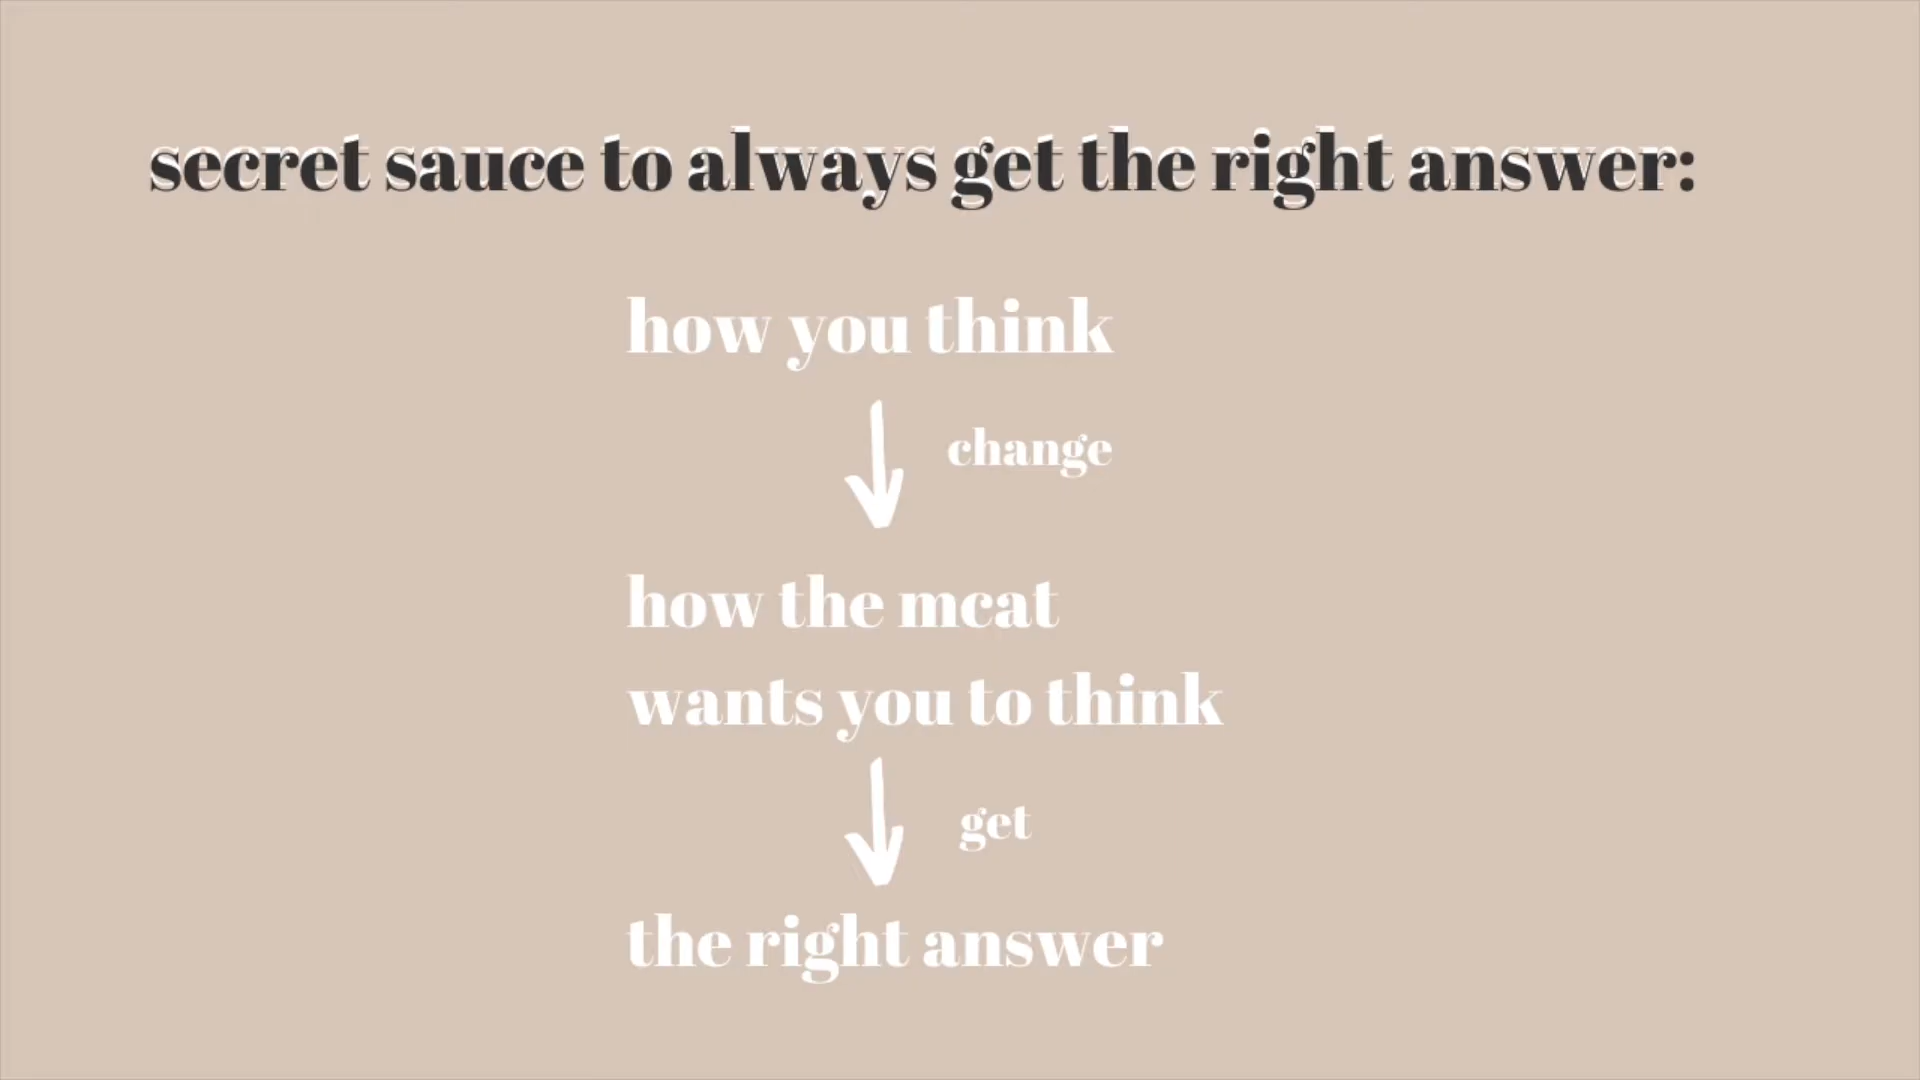 secret sauce to always get the right answer:
how you think
change
how the mcat
wants you to think
get
the right answer